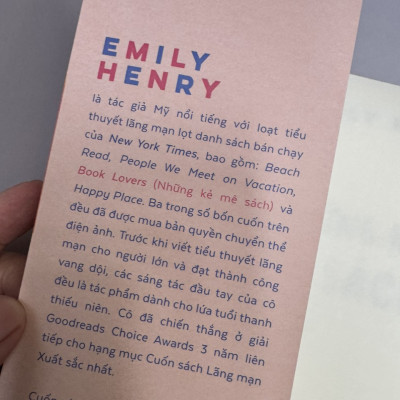 EMILY
HENRY
là tác giả Mỹ nổi tiếng với loạt tiểu
thuyết lãng mạn lọt danh sách bán chạy
của New York Times, bao gồm: Beach
Read, People We Meet on Vacation,
Book Lovers (Những kẻ mê sách) và
Happy Place. Ba trong số bốn cuốn trên
đều đã được mua bản quyền chuyển thể
điện ảnh. Trước khi viết tiểu thuyết lãng
mạn cho người lớn và đạt thành công
vang dội, các sáng tác đầu tay của cô
đều là tác phẩm dành cho lứa tuổi thanh
thiếu niên. Cô đã chiến thắng ở giải
Goodreads Choice Awards 3 năm liên
tiếp cho hạng mục Cuốn sách Lãng mạn
Xuất sắc nhất.